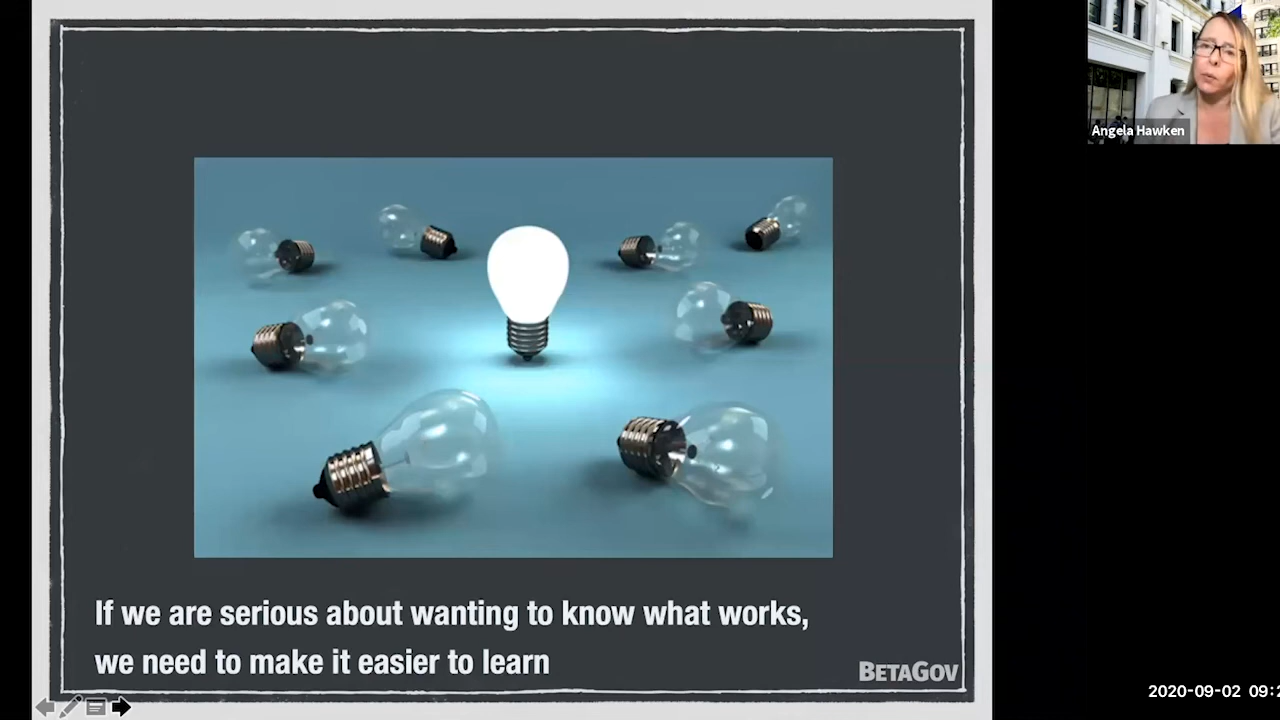 Angela Hawken
If we are serious about wanting to know what works,
we need to make it easier to learn
BETAGOV
2020-09-02 09:2